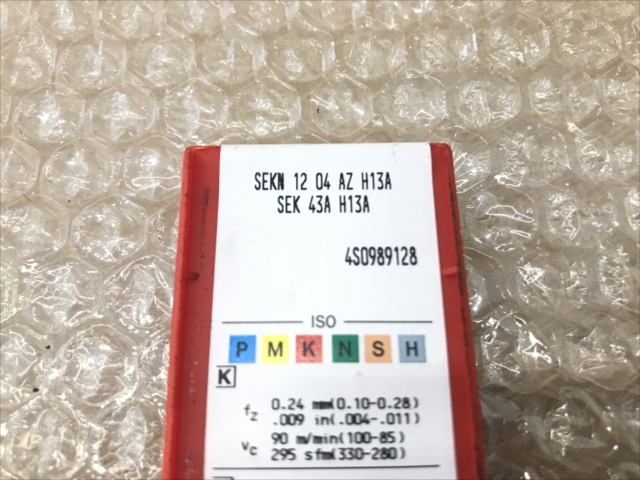 SEKN 12 04 AZ H13A
SEK 43A H13A
4S0989128
ISO
P M K N S H
K
fz 0.24 mm(0.10-0.28)
.009 in(.004-.011)
vc 90 m/min(100-85)
295 sfm(330-280)